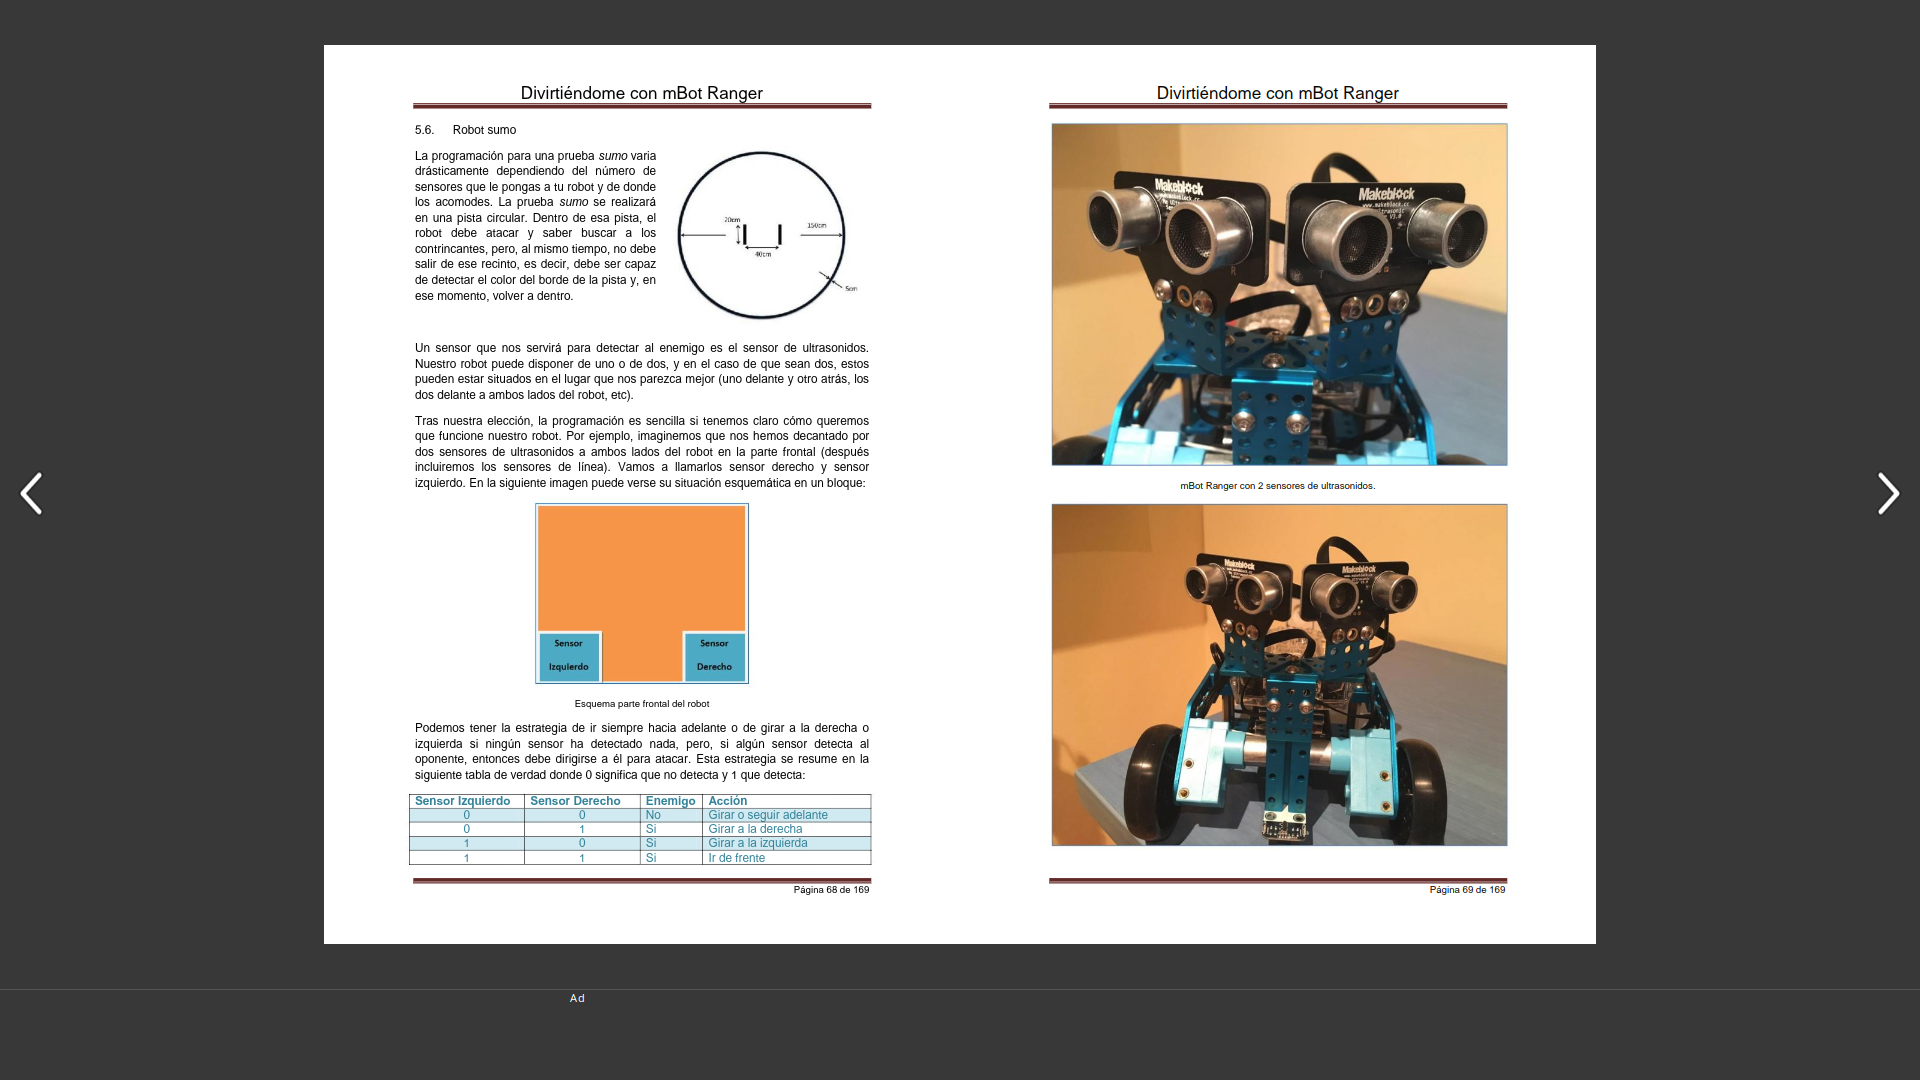 Divirtiéndome con mBot Ranger
5.6. Robot sumo
La programación para una prueba sumo varia
drásticamente dependiendo del número de
sensores que le pongas a tu robot y de donde
los acomodes. La prueba sumo se realizará
en una pista circular. Dentro de esa pista, el
robot debe atacar y saber buscar a los
contrincantes, pero, al mismo tiempo, no debe
salir de ese recinto, es decir, debe ser capaz
de detectar el color del borde de la pista y, en
ese momento, volver a dentro.
20cm
150cm
40cm
Un sensor que nos servirá para detectar al enemigo es el sensor de ultrasonidos.
Nuestro robot puede disponer de uno o de dos, y en el caso de que sean dos, estos
pueden estar situados en el lugar que nos parezca mejor (uno delante y otro atrás, los
dos delante a ambos lados del robot, etc).
Tras nuestra elección, la programación es sencilla si tenemos claro cómo queremos
que funcione nuestro robot. Por ejemplo, imaginemos que nos hemos decantado por
dos sensores de ultrasonidos a ambos lados del robot en la parte frontal (después
incluiremos los sensores de línea). Vamos a llamarlos sensor derecho y sensor
izquierdo. En la siguiente imagen puede verse su situación esquemática en un bloque:
Sensor
Izquierdo
Sensor
Derecho
Esquema parte frontal del robot
Podemos tener la estrategia de ir siempre hacia adelante o de girar a la derecha o
izquierda si ningún sensor ha detectado nada, pero, si algún sensor detecta al
oponente, entonces debe dirigirse a él para atacar. Esta estrategia se resume en la
siguiente tabla de verdad donde 0 significa que no detecta y 1 que detecta:
Sensor Izquierdo Sensor Derecho Enemigo Acción
0 0 No Girar o seguir adelante
0 1 Si Girar a la derecha
1 0 Si Girar a la izquierda
1 1 Si Ir de frente
Página 68 de 169
Divirtiéndome con mBot Ranger
Makeblock
Makeblock
mBot Ranger con 2 sensores de ultrasonidos.
Makeblock
Makeblock
Página 69 de 169
Ad